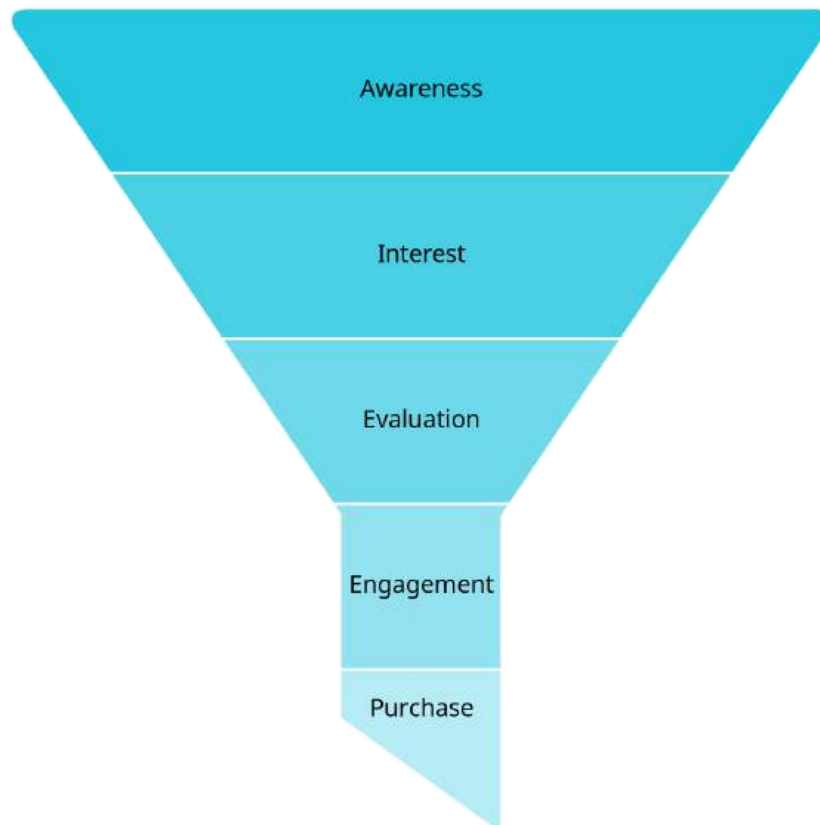 Awareness
Interest
Evaluation
Engagement
Purchase